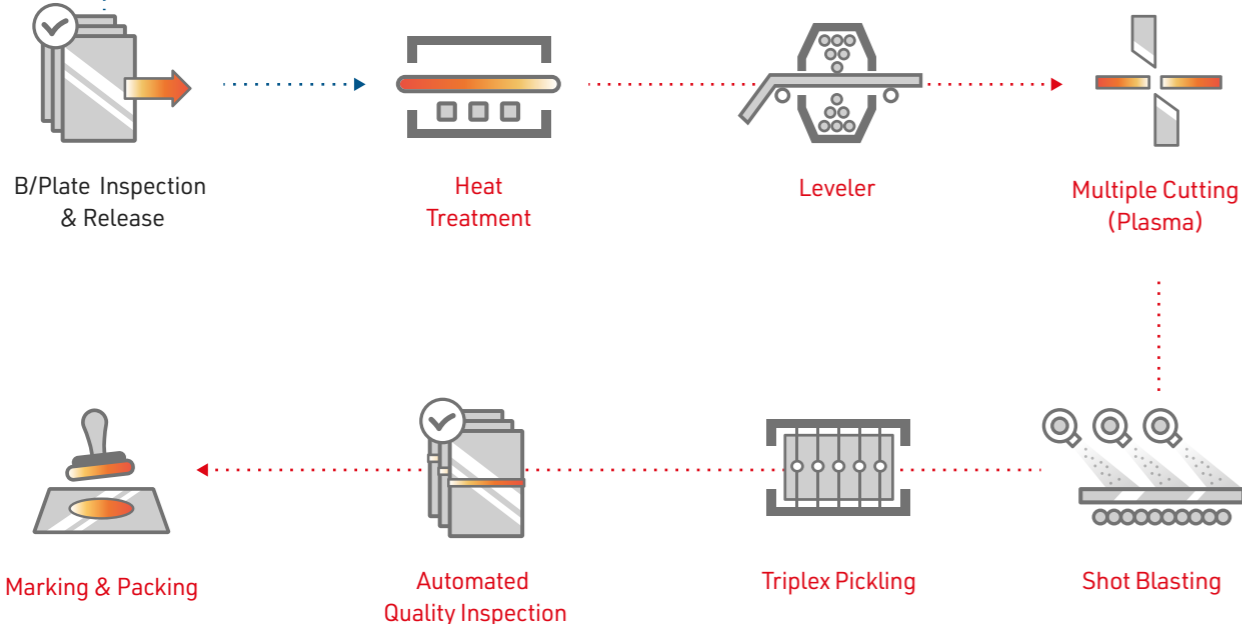 B/Plate Inspection
& Release
Heat
Treatment
Leveler
Multiple Cutting
(Plasma)
Marking & Packing
Automated
Quality Inspection
Triplex Pickling
Shot Blasting